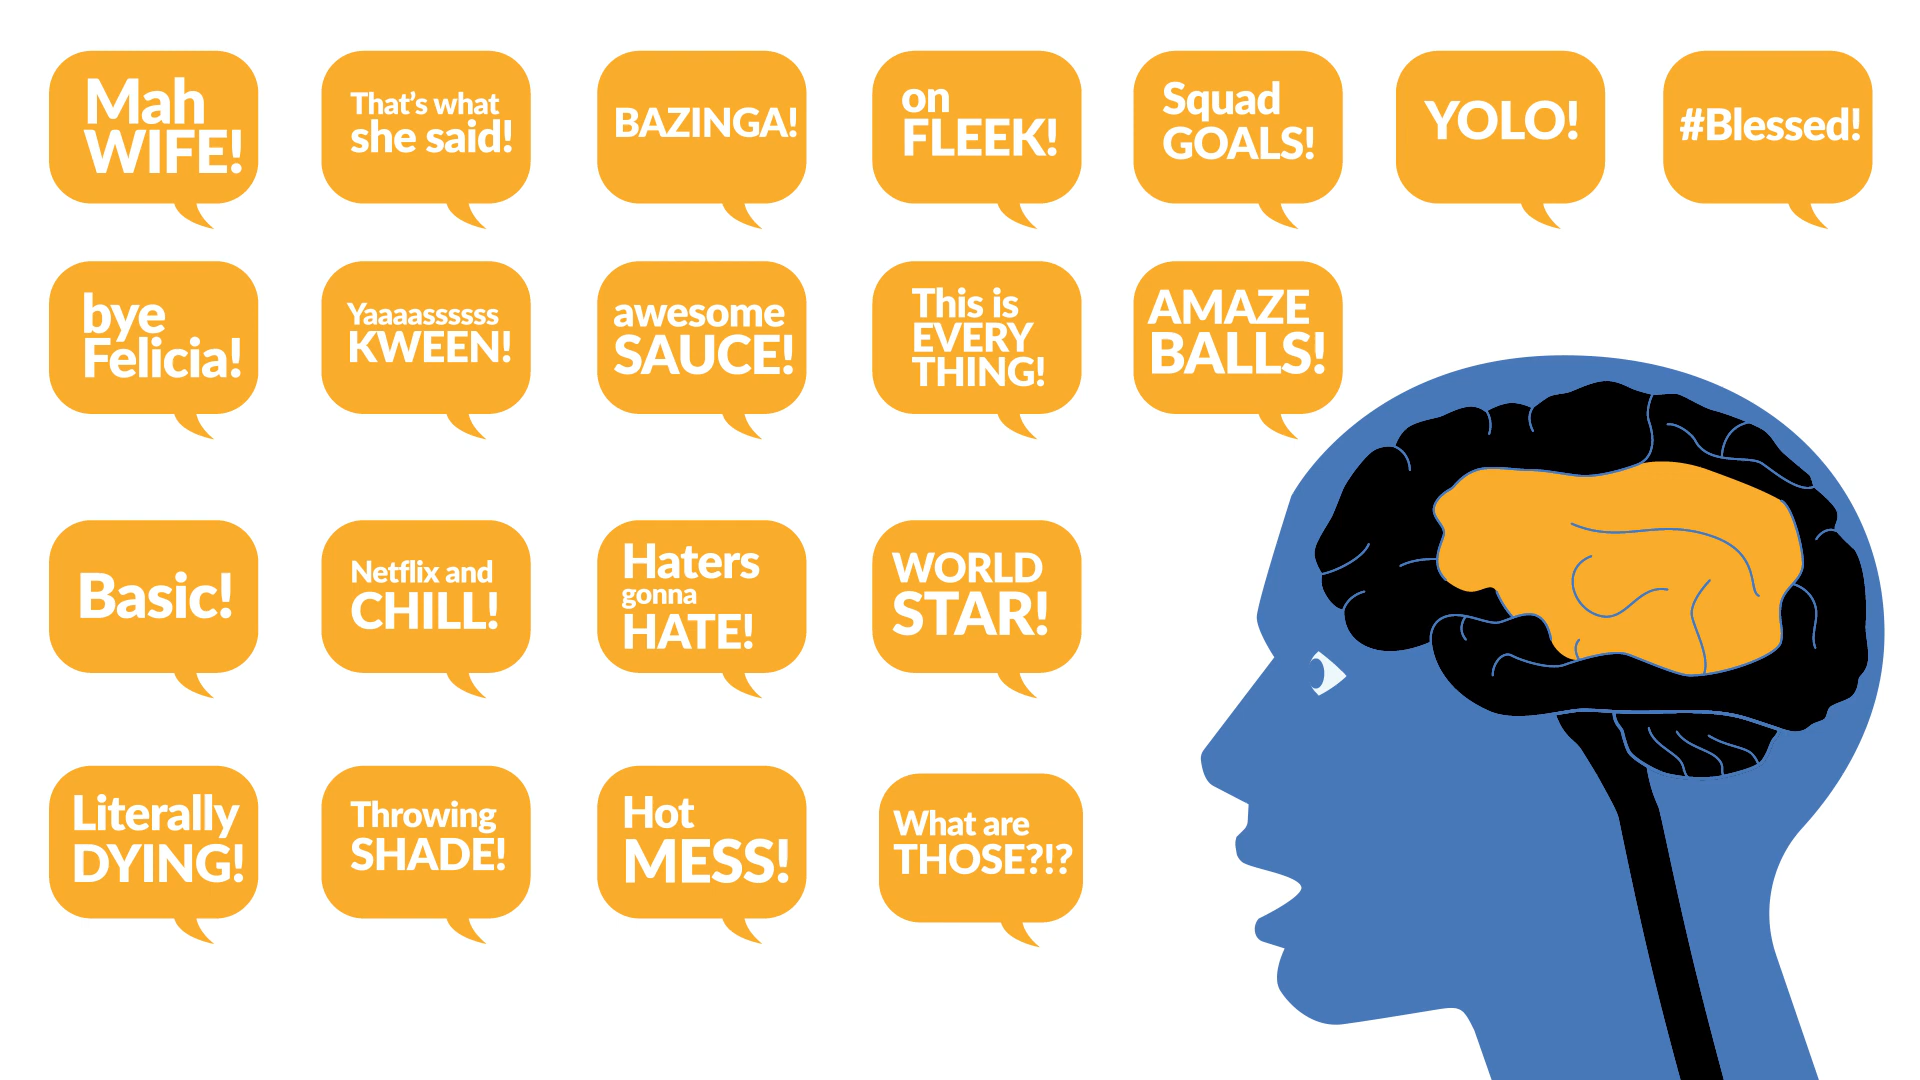 Mah
WIFE!
That's what
she said!
BAZINGA!
on
FLEEK!
Squad
GOALS!
YOLO!
#Blessed!
bye
Felicia!
Yaaaassssss
KWEEN!
awesome
SAUCE!
This is
EVERY
THING!
AMAZE
BALLS!
Basic!
Netflix and
CHILL!
Haters
gonna
HATE!
WORLD
STAR!
Literally
DYING!
Throwing
SHADE!
Hot
MESS!
What are
THOSE?!?